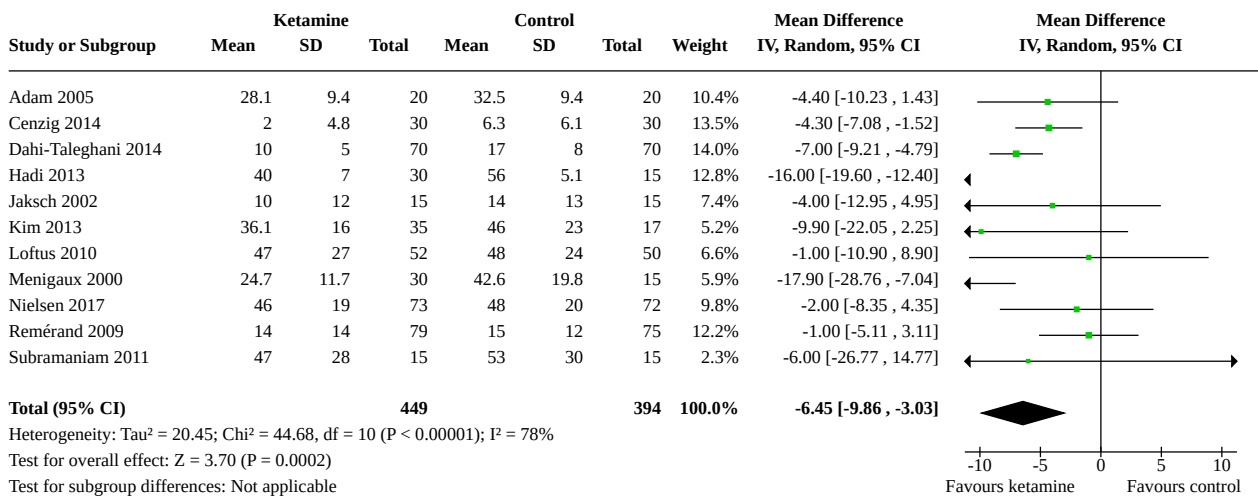 Ketamine Control Mean Difference Mean Difference
Study or Subgroup Mean SD Total Mean SD Total Weight IV, Random, 95% CI IV, Random, 95% CI
Adam 2005 28.1 9.4 20 32.5 9.4 20 10.4% -4.40 [-10.23 , 1.43]
Cenzig 2014 2 4.8 30 6.3 6.1 30 13.5% -4.30 [-7.08 , -1.52]
Dahi-Taleghani 2014 10 5 70 17 8 70 14.0% -7.00 [-9.21 , -4.79]
Hadi 2013 40 7 30 56 5.1 15 12.8% -16.00 [-19.60 , -12.40]
Jaksch 2002 10 12 15 14 13 15 7.4% -4.00 [-12.95 , 4.95]
Kim 2013 36.1 16 35 46 23 17 5.2% -9.90 [-22.05 , 2.25]
Loftus 2010 47 27 52 48 24 50 6.6% -1.00 [-10.90 , 8.90]
Menigaux 2000 24.7 11.7 30 42.6 19.8 15 5.9% -17.90 [-28.76 , -7.04]
Nielsen 2017 46 19 73 48 20 72 9.8% -2.00 [-8.35 , 4.35]
Remérand 2009 14 14 79 15 12 75 12.2% -1.00 [-5.11 , 3.11]
Subramaniam 2011 47 28 15 53 30 15 2.3% -6.00 [-26.77 , 14.77]
Total (95% CI) 449 394 100.0% -6.45 [-9.86 , -3.03]
Heterogeneity: Tau² = 20.45; Chi² = 44.68, df = 10 (P < 0.00001); I² = 78%
Test for overall effect: Z = 3.70 (P = 0.0002)
Test for subgroup differences: Not applicable
-10 -5 0 5 10
Favours ketamine Favours control